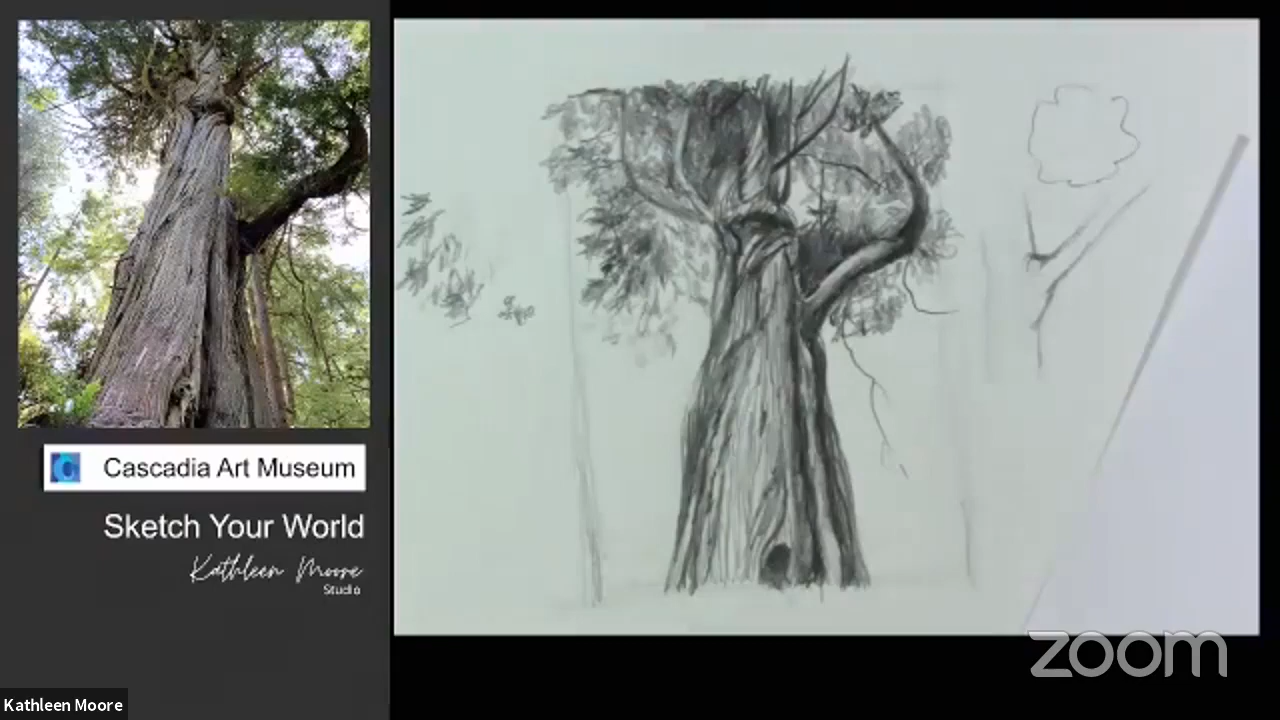 Cascadia Art Museum
Sketch Your World
Kathleen Moore
Studio
Kathleen Moore
zoom